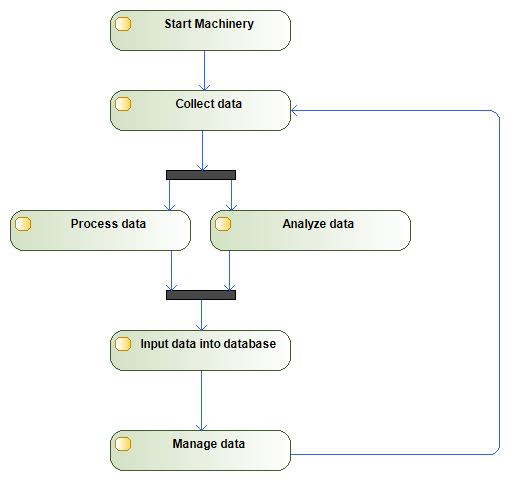 Start Machinery
Collect data
Process data
Analyze data
Input data into database
Manage data